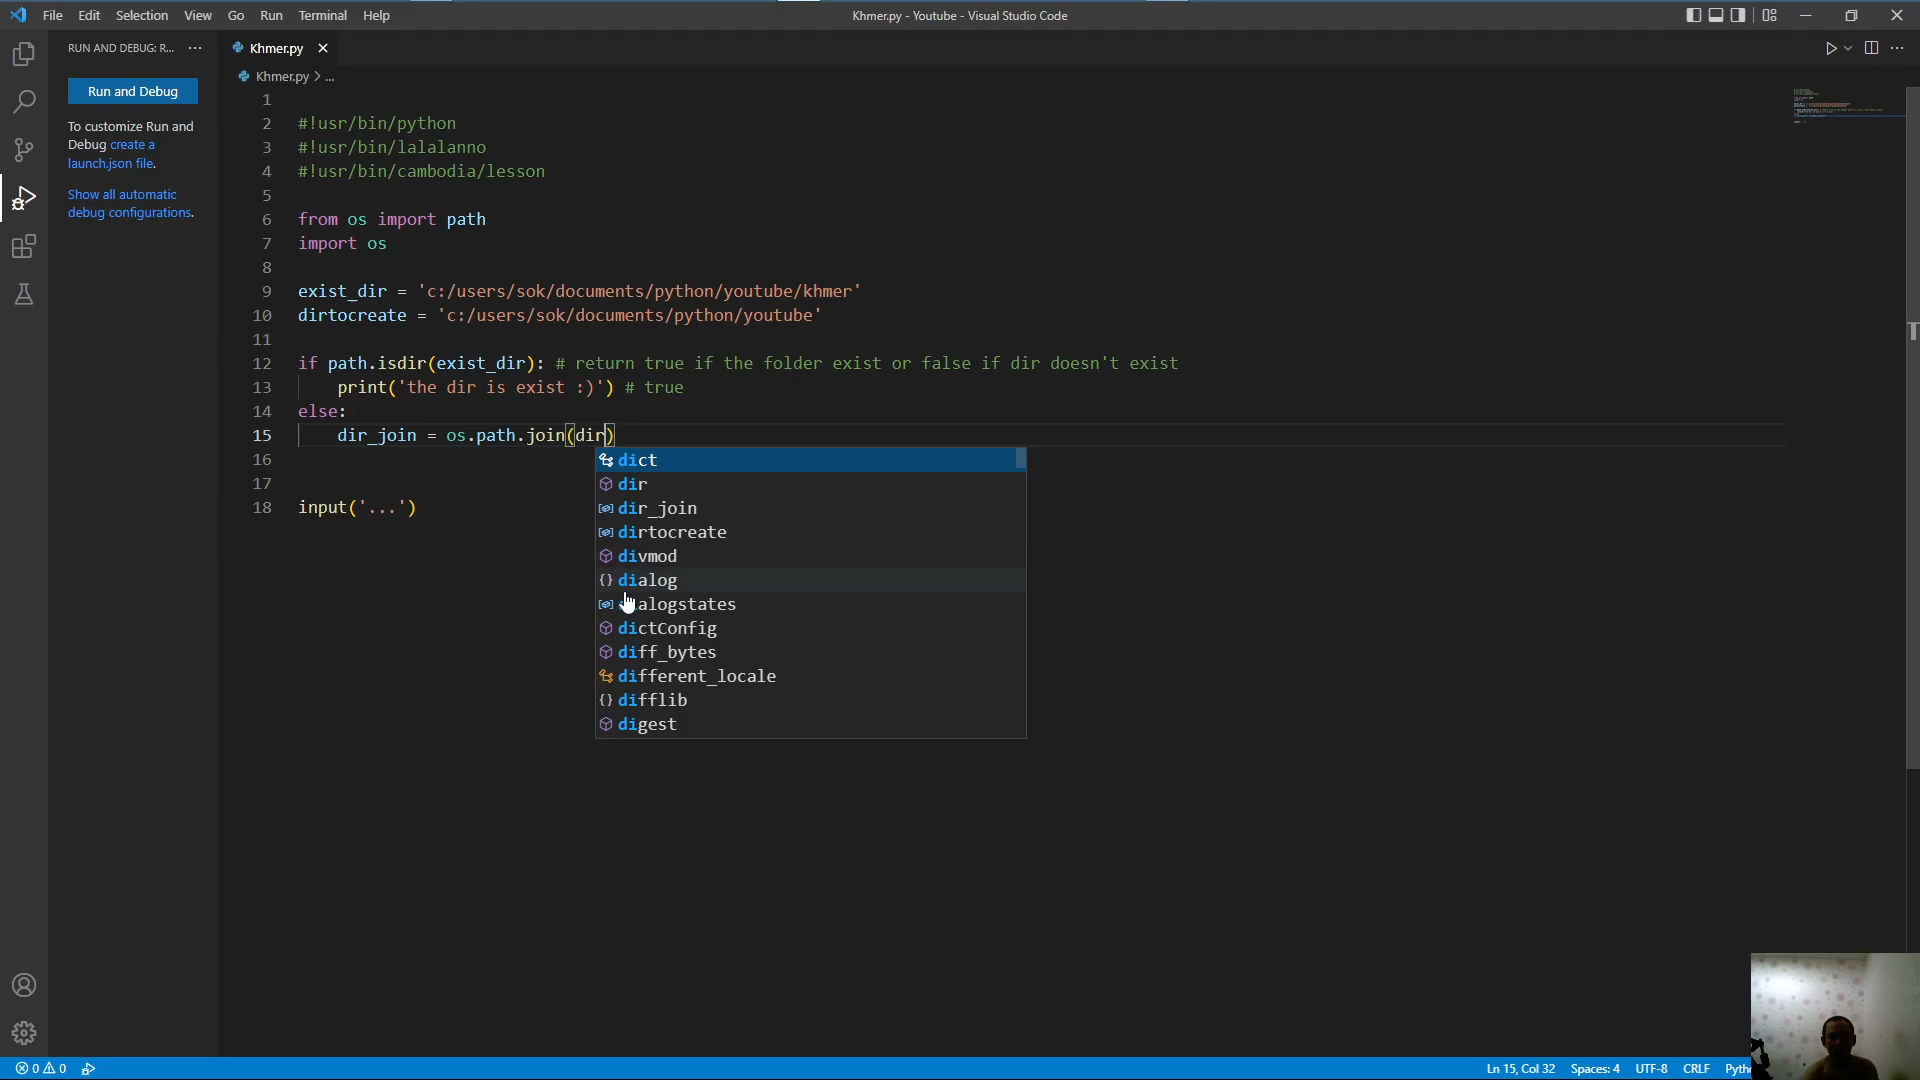 File Edit Selection View Go Run Terminal Help
Khmer.py - Youtube - Visual Studio Code
RUN AND DEBUG: R... ···
Khmer.py
Run and Debug
Khmer.py > ...
To customize Run and
Debug create a
launch.json file.
Show all automatic
debug configurations.
1
2 #!usr/bin/python
3 #!usr/bin/lalalanno
4 #!usr/bin/cambodia/lesson
5
6 from os import path
7 import os
8
9 exist_dir = 'c:/users/sok/documents/python/youtube/khmer'
10 dirtocreate = 'c:/users/sok/documents/python/youtube'
11
12 if path.isdir(exist_dir): # return true if the folder exist or false if dir doesn't exist
13 print('the dir is exist :)') # true
14 else:
15 dir_join = os.path.join(dir)
16
17
18 input('...')
dict
dir
dir_join
dirtocreate
divmod
dialog
alogstates
dictConfig
diff_bytes
different_locale
difflib
digest
0 0
Ln 15, Col 32 Spaces: 4 UTF-8 CRLF Pyth